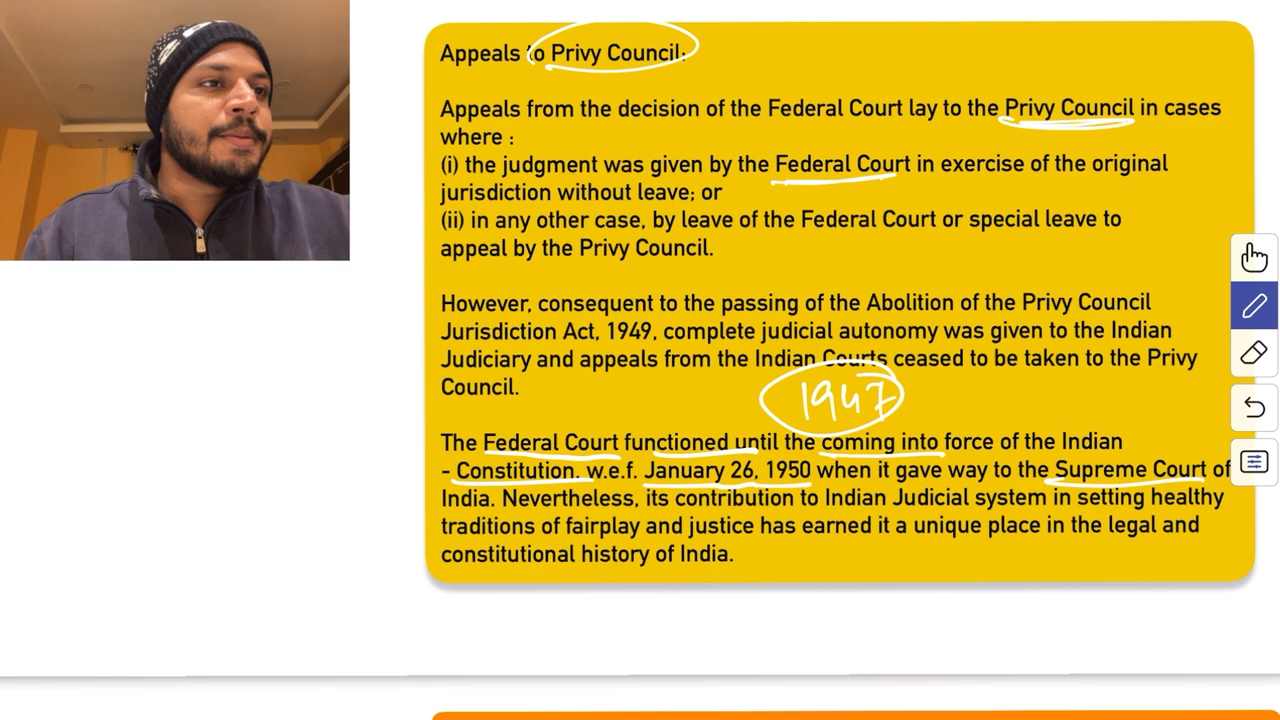 Appeals to Privy Council:
Appeals from the decision of the Federal Court lay to the Privy Council in cases
where :
(i) the judgment was given by the Federal Court in exercise of the original
jurisdiction without leave; or
(ii) in any other case, by leave of the Federal Court or special leave to
appeal by the Privy Council.
However, consequent to the passing of the Abolition of the Privy Council
Jurisdiction Act, 1949, complete judicial autonomy was given to the Indian
Judiciary and appeals from the Indian Courts ceased to be taken to the Privy
Council.
1947
The Federal Court functioned until the coming into force of the Indian
- Constitution. w.e.f. January 26, 1950 when it gave way to the Supreme Court of
India. Nevertheless, its contribution to Indian Judicial system in setting healthy
traditions of fairplay and justice has earned it a unique place in the legal and
constitutional history of India.